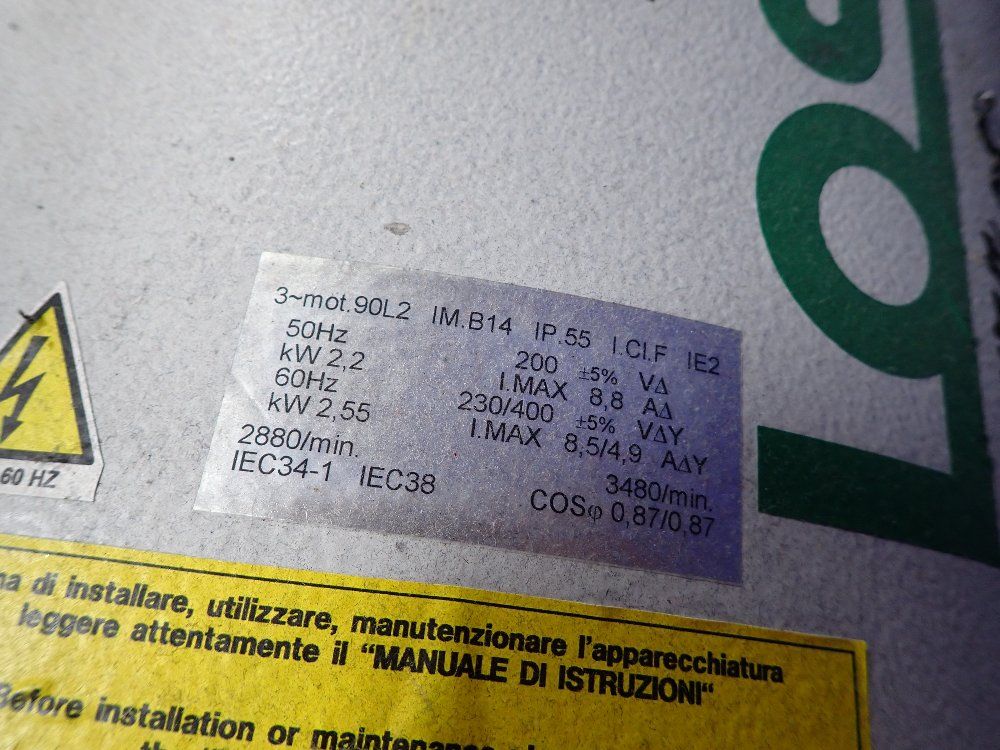 3~mot.90L2 IM.B14 IP.55 I.Cl.F IE2
50Hz 200 ±5% VΔ
kW 2,2 I.MAX 8,8 AΔ
60Hz 230/400 ±5% VΔY
kW 2,55 I.MAX 8,5/4,9 AΔY
2880/min. 3480/min.
IEC34-1 IEC38 COSφ 0,87/0,87
60 HZ
di installare, utilizzare, manutenzionare l'apparecchiatura
leggere attentamente il "MANUALE DI ISTRUZIONI"
Before installation or